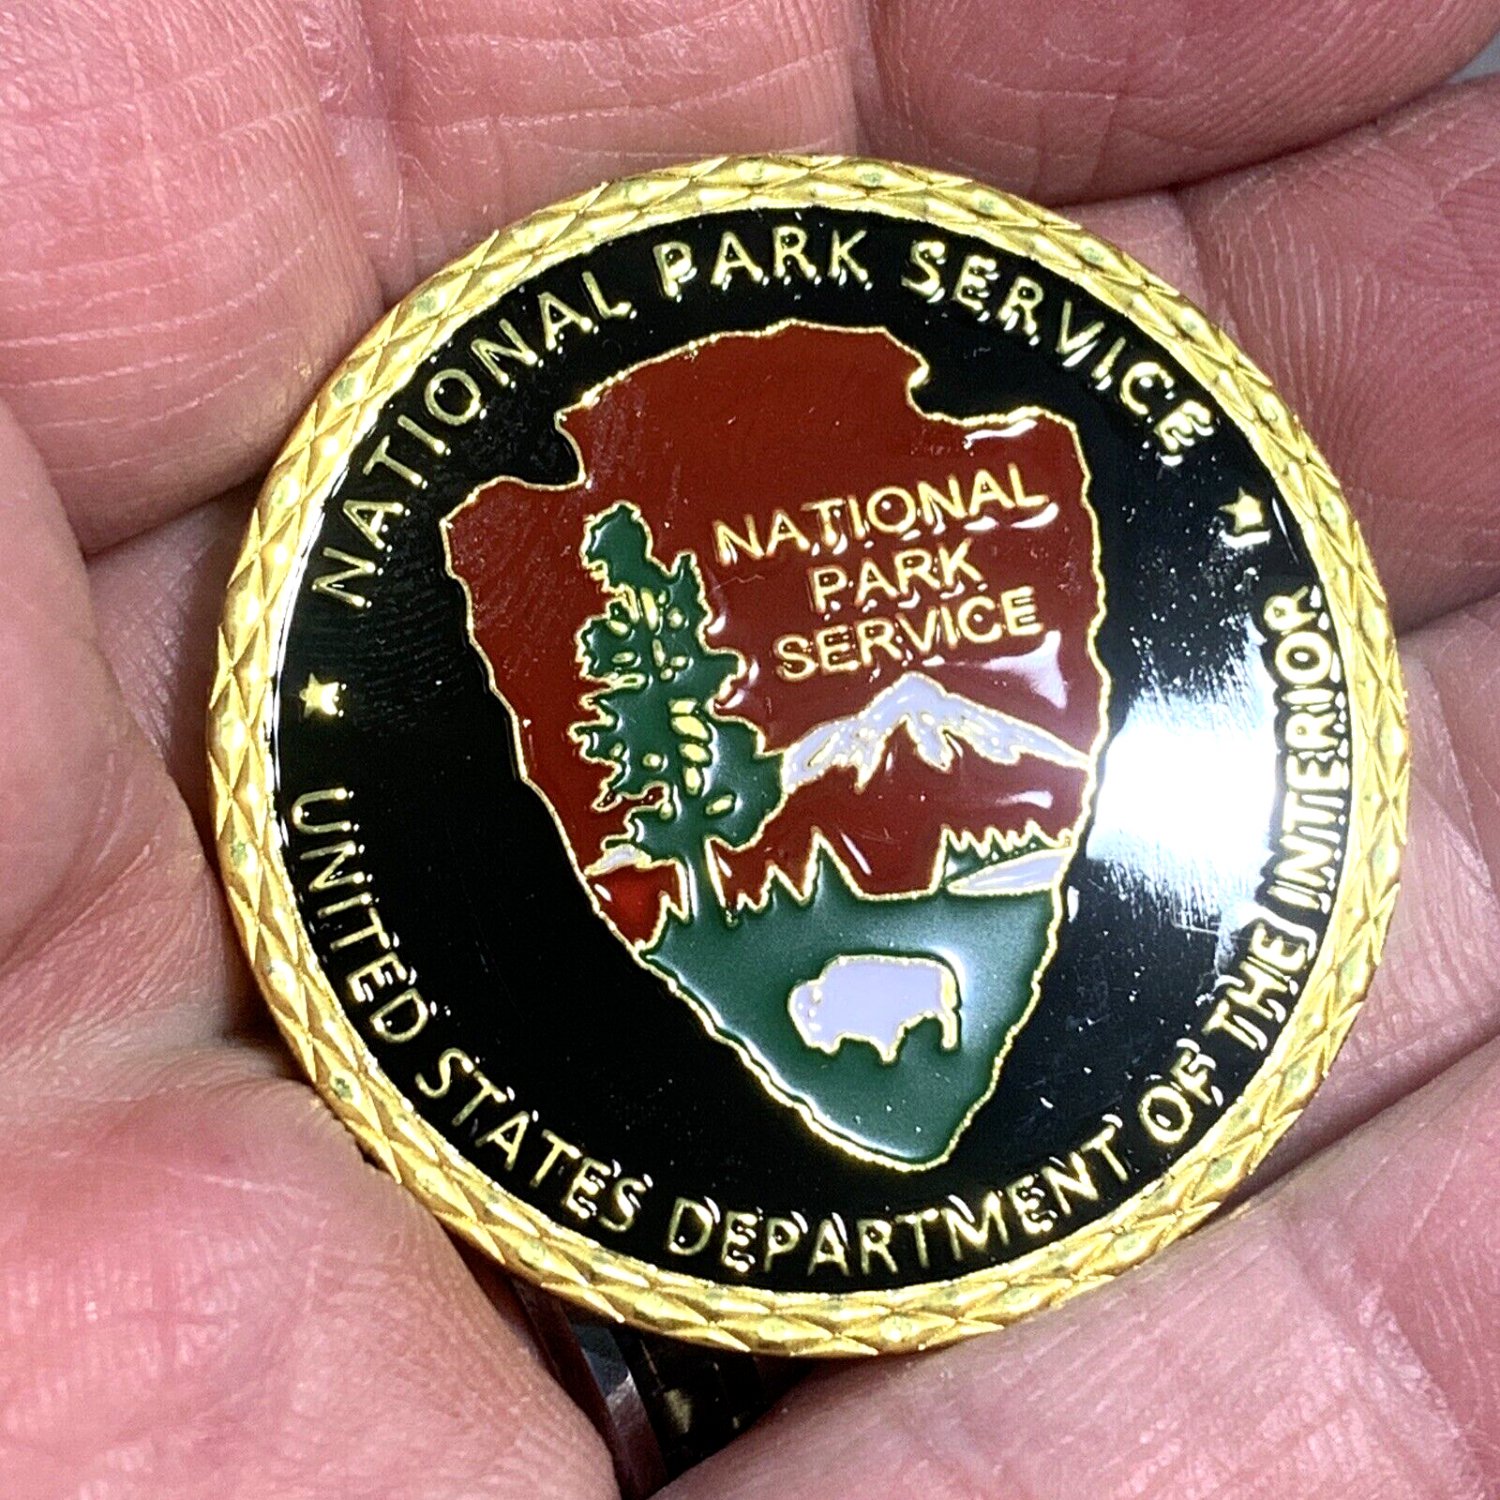 NATIONAL PARK SERVICE
NATIONAL
PARK
SERVICE
UNITED STATES DEPARTMENT OF THE INTERIOR